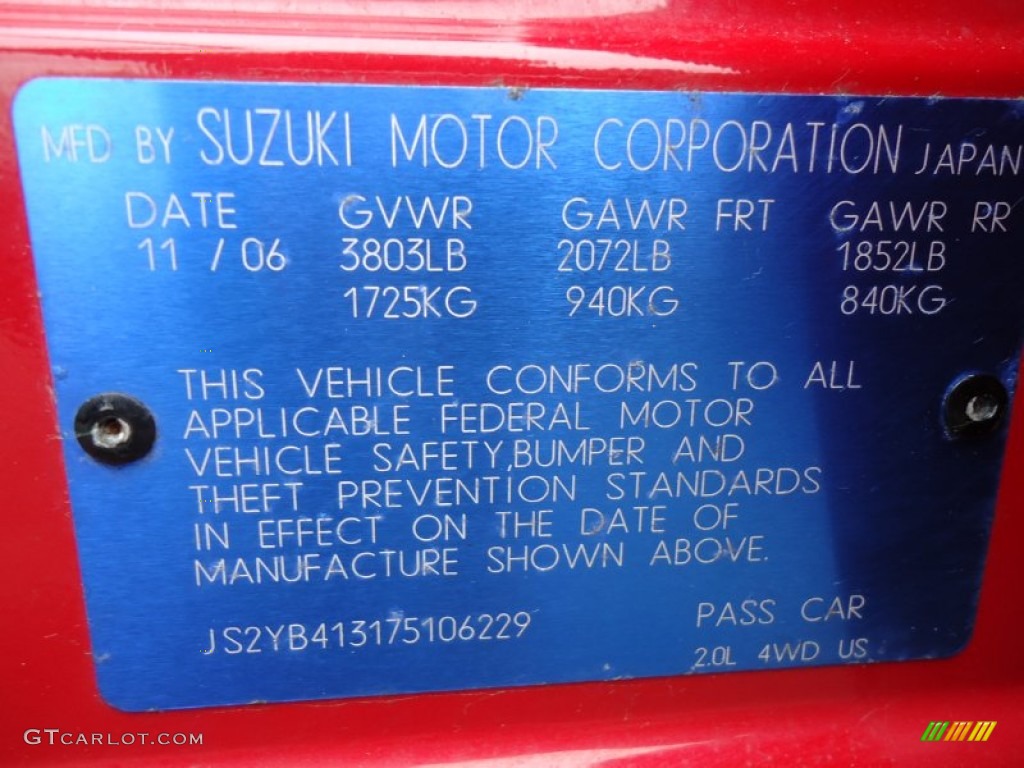 MFD BY SUZUKI MOTOR CORPORATION JAPAN
DATE GVWR GAWR FRT GAWR RR
11 / 06 3803LB 2072LB 1852LB
1725KG 940KG 840KG
THIS VEHICLE CONFORMS TO ALL
APPLICABLE FEDERAL MOTOR
VEHICLE SAFETY,BUMPER AND
THEFT PREVENTION STANDARDS
IN EFFECT ON THE DATE OF
MANUFACTURE SHOWN ABOVE.
JS2YB413175106229 PASS CAR
2.0L 4WD US
GTCARLOT.COM